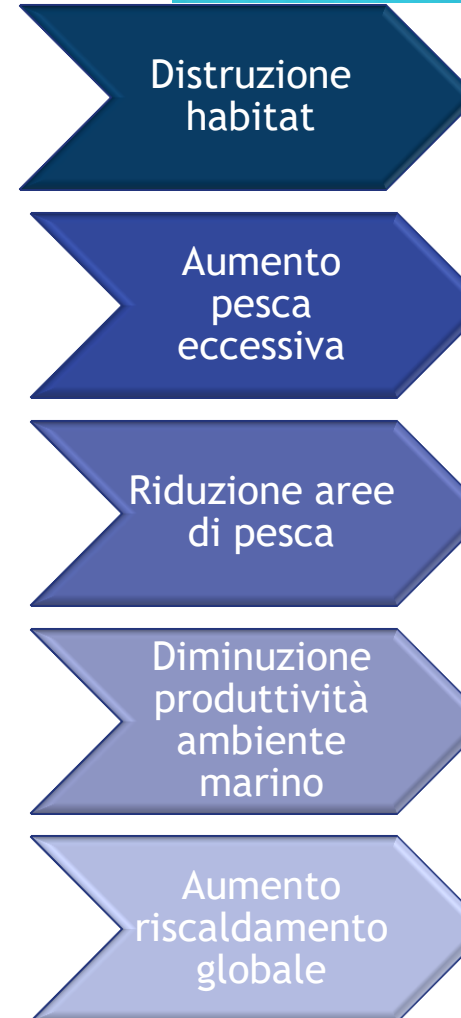 Distruzione
habitat
Aumento
pesca
eccessiva
Riduzione aree
di pesca
Diminuzione
produttività
ambiente
marino
Aumento
riscaldamento
globale